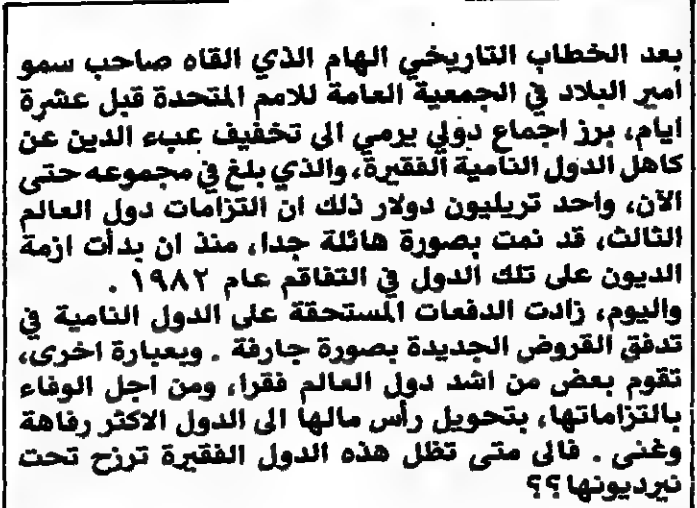 بعد الخطاب التاريخي الهام الذي القاه صاحب سمو
امير البلاد في الجمعية العامة للامم المتحدة قبل عشرة
ايام، برز اجماع دولي يرمي الى تخفيف عبء الدين عن
كاهل الدول النامية الفقيرة، والذي بلغ في مجموعه حتى
الآن، واحد تريليون دولار ذلك ان التزامات دول العالم
الثالث، قد نمت بصورة هائلة جدا، منذ ان بدأت ازمة
الديون على تلك الدول في التفاقم عام ١٩٨٢ .
واليوم، زادت الدفعات المستحقة على الدول النامية في
تدفق القروض الجديدة بصورة جارفة . وبعبارة اخرى،
تقوم بعض من اشد دول العالم فقرا، ومن اجل الوفاء
بالتزاماتها، بتحويل رأس مالها الى الدول الاكثر رفاهة
وغنى . فالى متى تظل هذه الدول الفقيرة ترزح تحت
نيرديونها؟؟